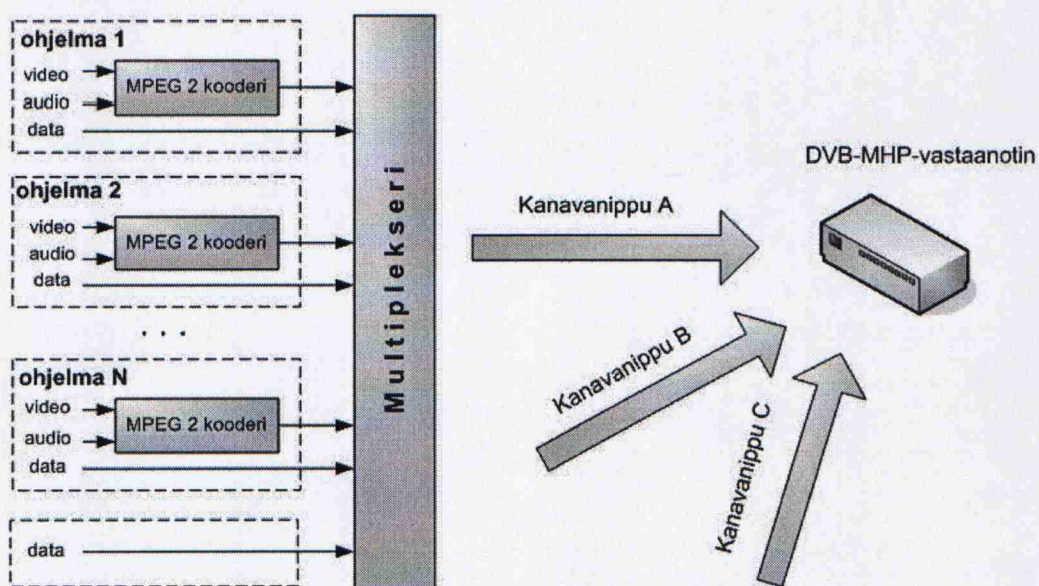 ohjelma 1
video
audio
data
MPEG 2 kooderi
ohjelma 2
video
audio
data
MPEG 2 kooderi
. . .
ohjelma N
video
audio
data
MPEG 2 kooderi
data
Multiplekseri
Kanavanippu A
Kanavanippu B
Kanavanippu C
DVB-MHP-vastaanotin